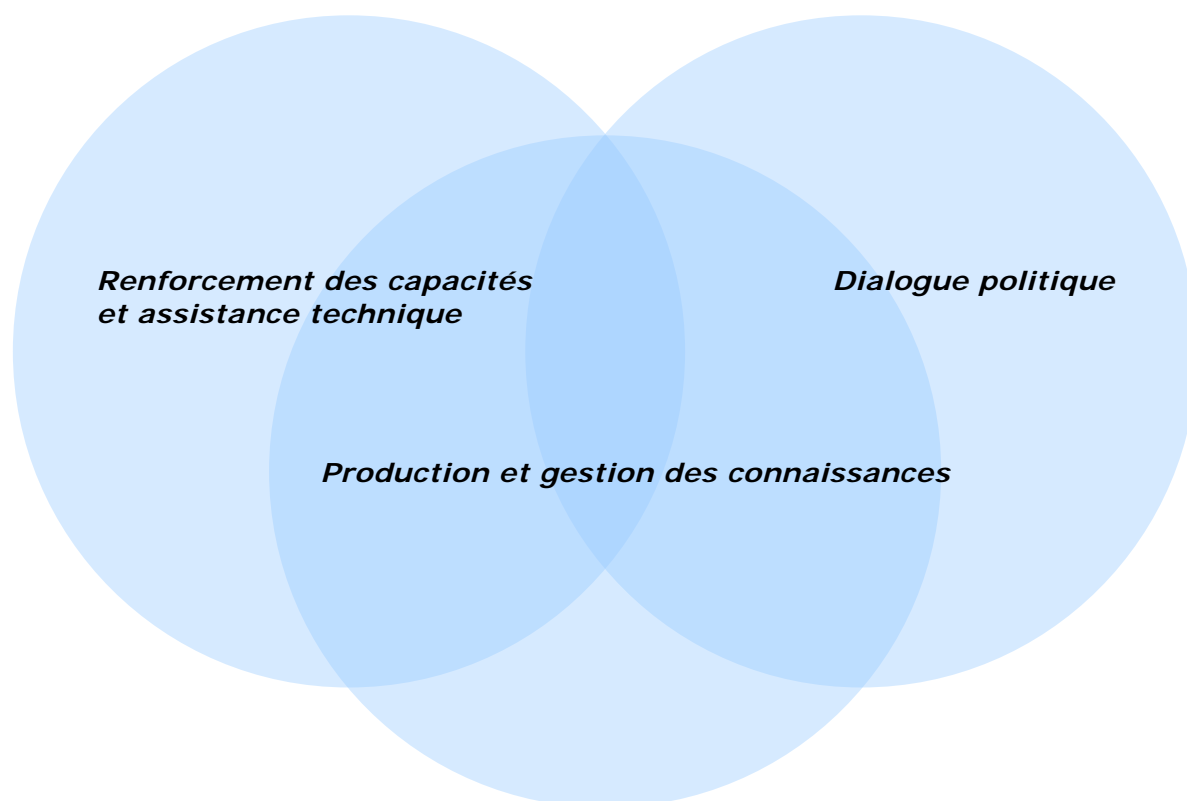 Renforcement des capacités
et assistance technique
Dialogue politique
Production et gestion des connaissances